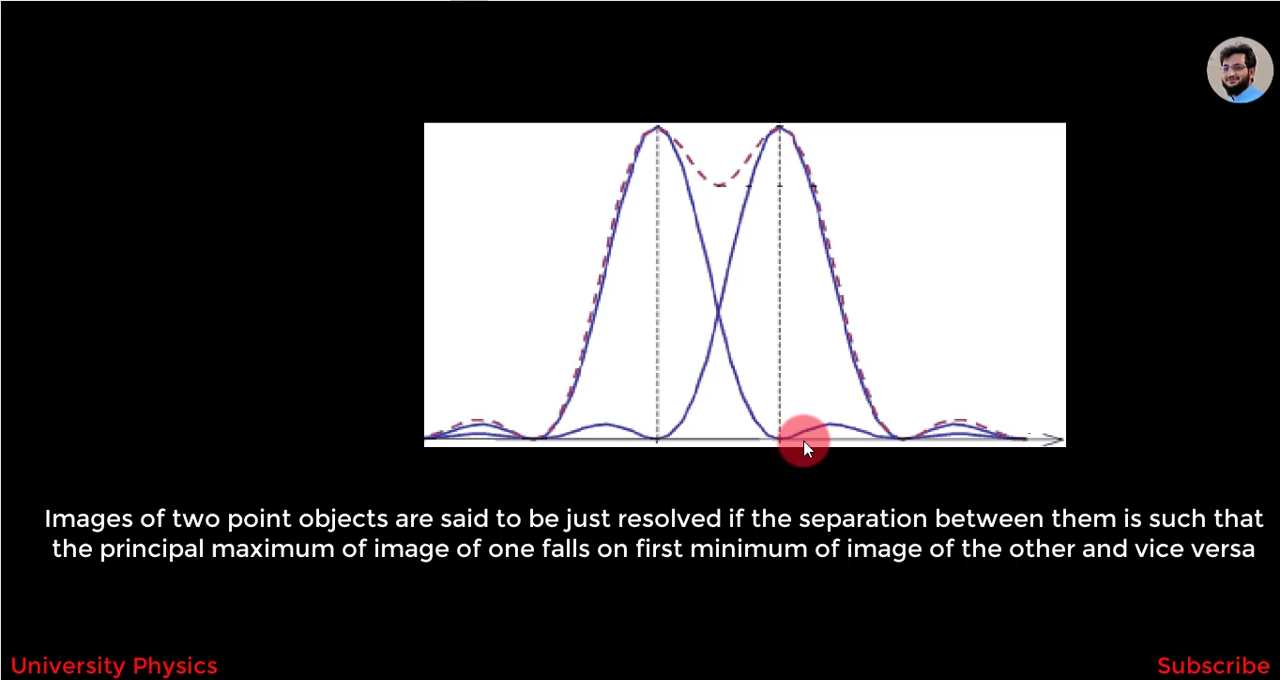 Images of two point objects are said to be just resolved if the separation between them is such that
the principal maximum of image of one falls on first minimum of image of the other and vice versa
University Physics
Subscribe